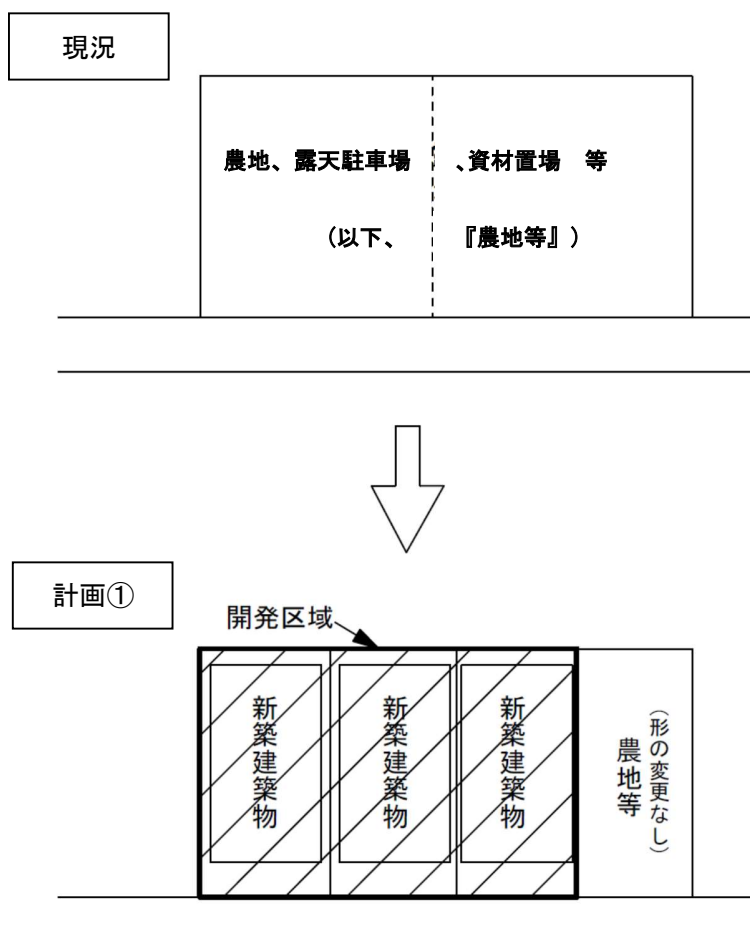 現況
農地、露天駐車場 、資材置場 等
(以下、 『農地等』)
計画①
開発区域
新築建築物
新築建築物
新築建築物
(形の変更なし)
農地等